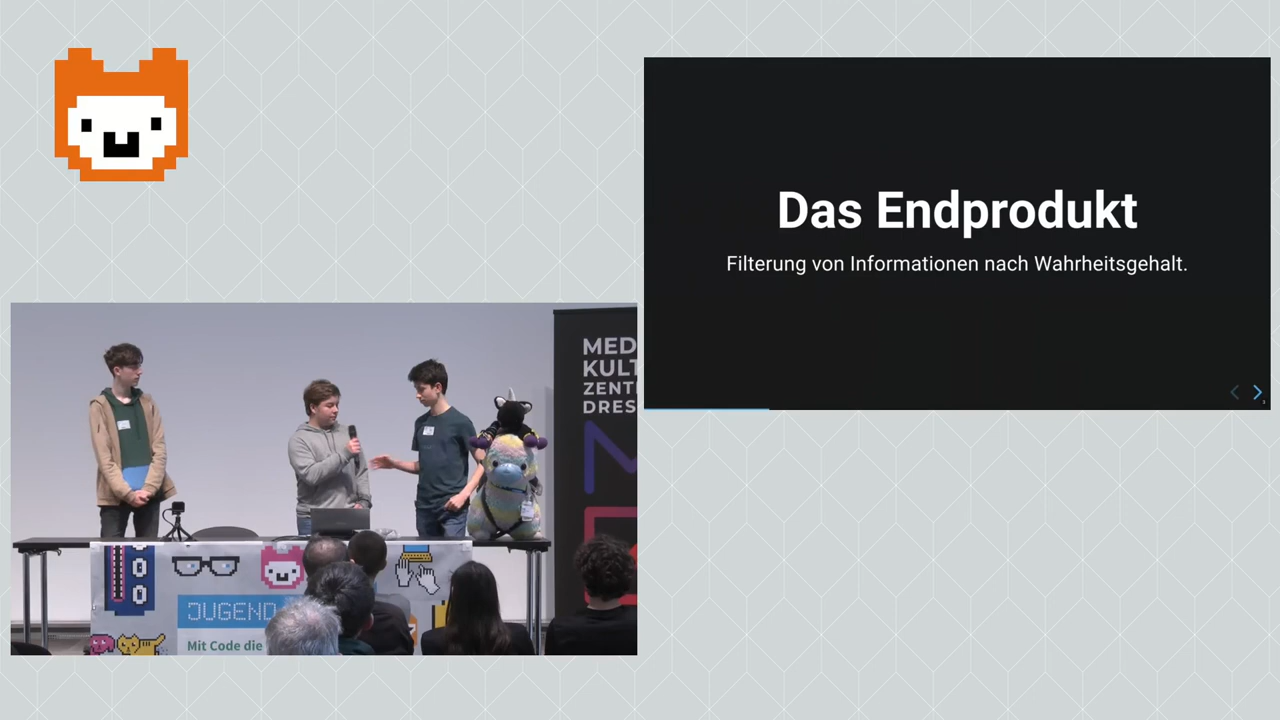 Das Endprodukt
Filterung von Informationen nach Wahrheitsgehalt.
MED
KULT
ZENT
DRES
JUGEND
Mit Code die